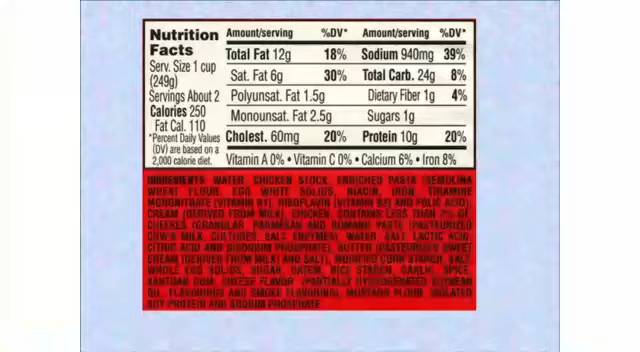 Nutrition Facts
Serv. Size 1 cup
(249g)
Servings About 2
Calories 250
Fat Cal. 110
*Percent Daily Values
(DV) are based on a
2,000 calorie diet.
Amount/serving %DV* Amount/serving %DV*
Total Fat 12g 18% Sodium 940mg 39%
Sat. Fat 6g 30% Total Carb. 24g 8%
Polyunsat. Fat 1.5g Dietary Fiber 1g 4%
Monounsat. Fat 2.5g Sugars 1g
Cholest. 60mg 20% Protein 10g 20%
Vitamin A 0% • Vitamin C 0% • Calcium 6% • Iron 8%
INGREDIENTS: WATER, CHICKEN STOCK, ENRICHED PASTA (SEMOLINA
WHEAT FLOUR, EGG WHITE SOLIDS, NIACIN, IRON, THIAMINE
MONONITRATE [VITAMIN B1], RIBOFLAVIN [VITAMIN B2] AND FOLIC ACID),
CREAM (DERIVED FROM MILK), CHICKEN, CONTAINS LESS THAN 2% OF:
CHEESES (GRANULAR, PARMESAN AND ROMANO PASTE [PASTEURIZED
COW'S MILK, CULTURES, SALT, ENZYMES], WATER, SALT, LACTIC ACID,
CITRIC ACID AND DISODIUM PHOSPHATE), BUTTER (PASTEURIZED SWEET
CREAM [DERIVED FROM MILK] AND SALT), MODIFIED CORN STARCH, SALT,
WHOLE EGG SOLIDS, SUGAR, DATEM, RICE STARCH, GARLIC, SPICE,
XANTHAN GUM, CHEESE FLAVOR (PARTIALLY HYDROGENATED SOYBEAN
OIL, FLAVORINGS AND SMOKE FLAVORING), MUSTARD FLOUR, ISOLATED
SOY PROTEIN AND SODIUM PHOSPHATE.